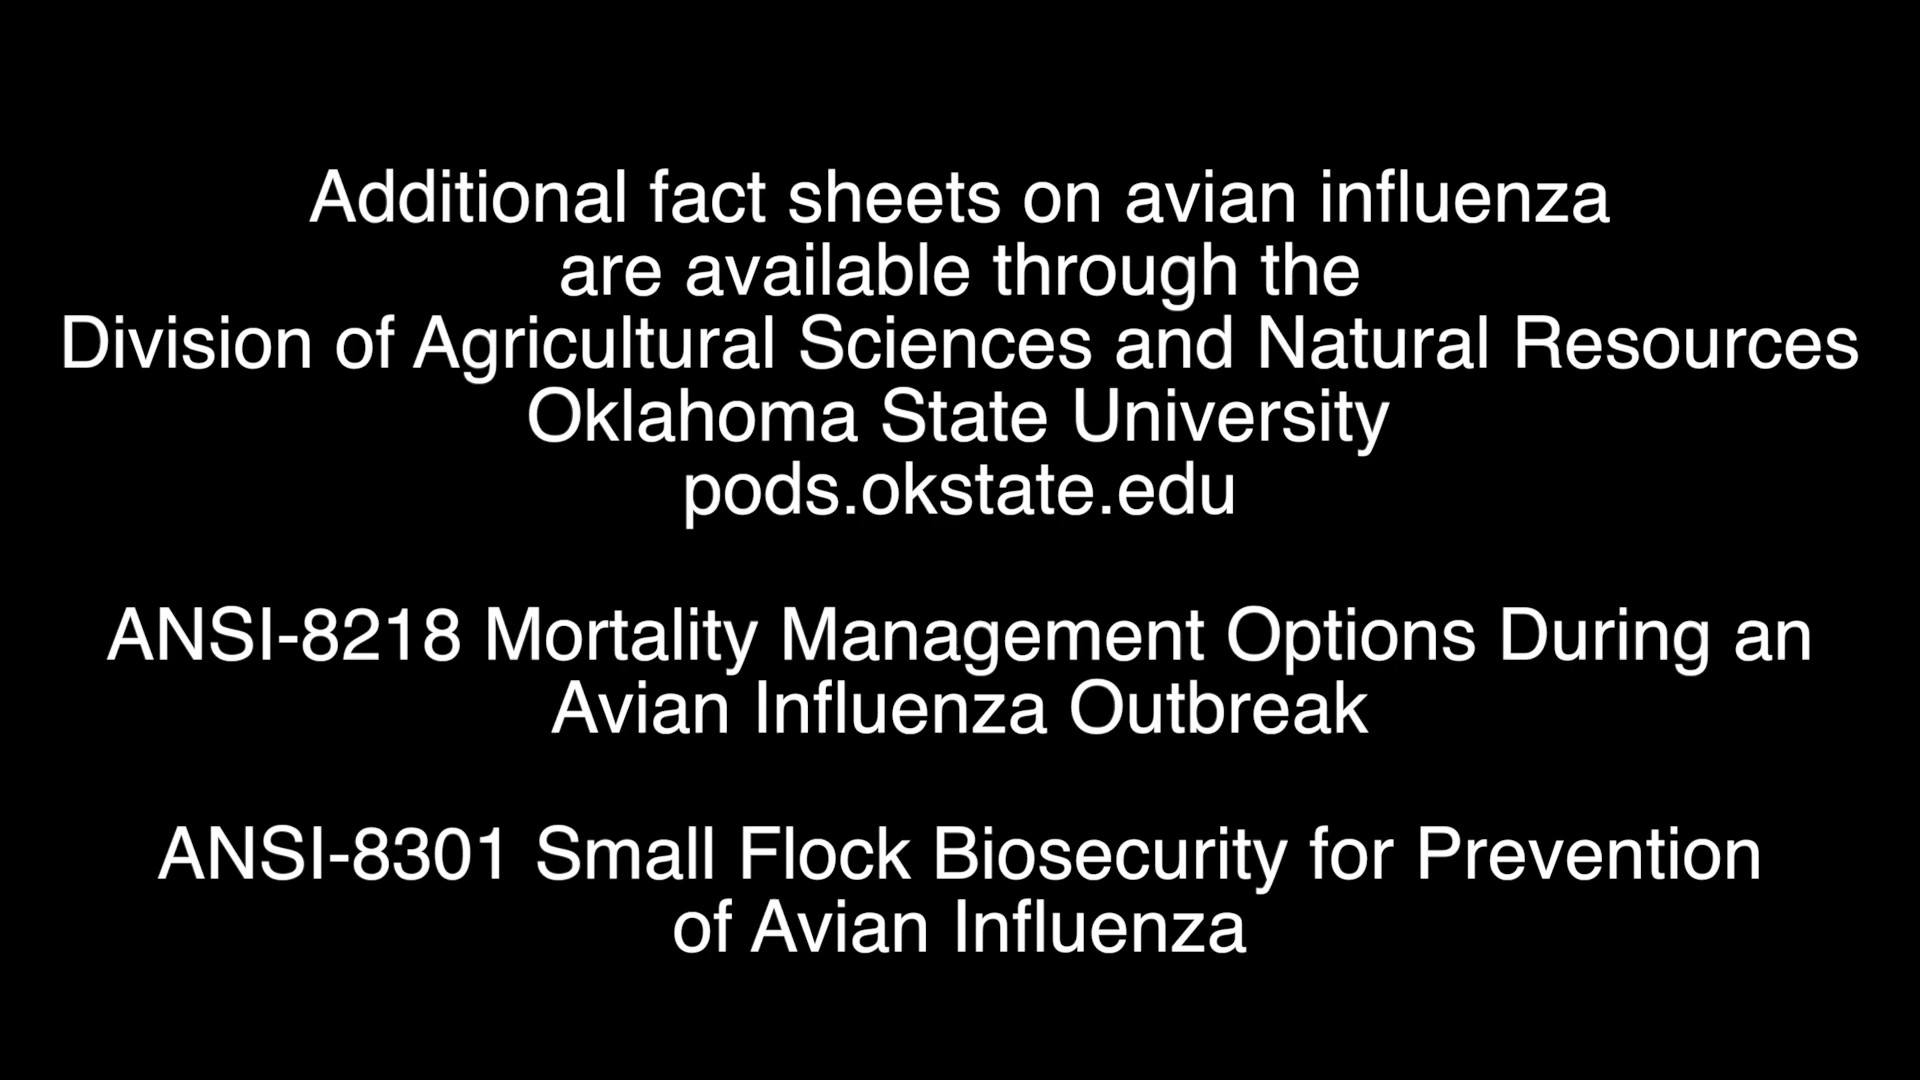 Additional fact sheets on avian influenza
are available through the
Division of Agricultural Sciences and Natural Resources
Oklahoma State University
pods.okstate.edu
ANSI-8218 Mortality Management Options During an
Avian Influenza Outbreak
ANSI-8301 Small Flock Biosecurity for Prevention
of Avian Influenza